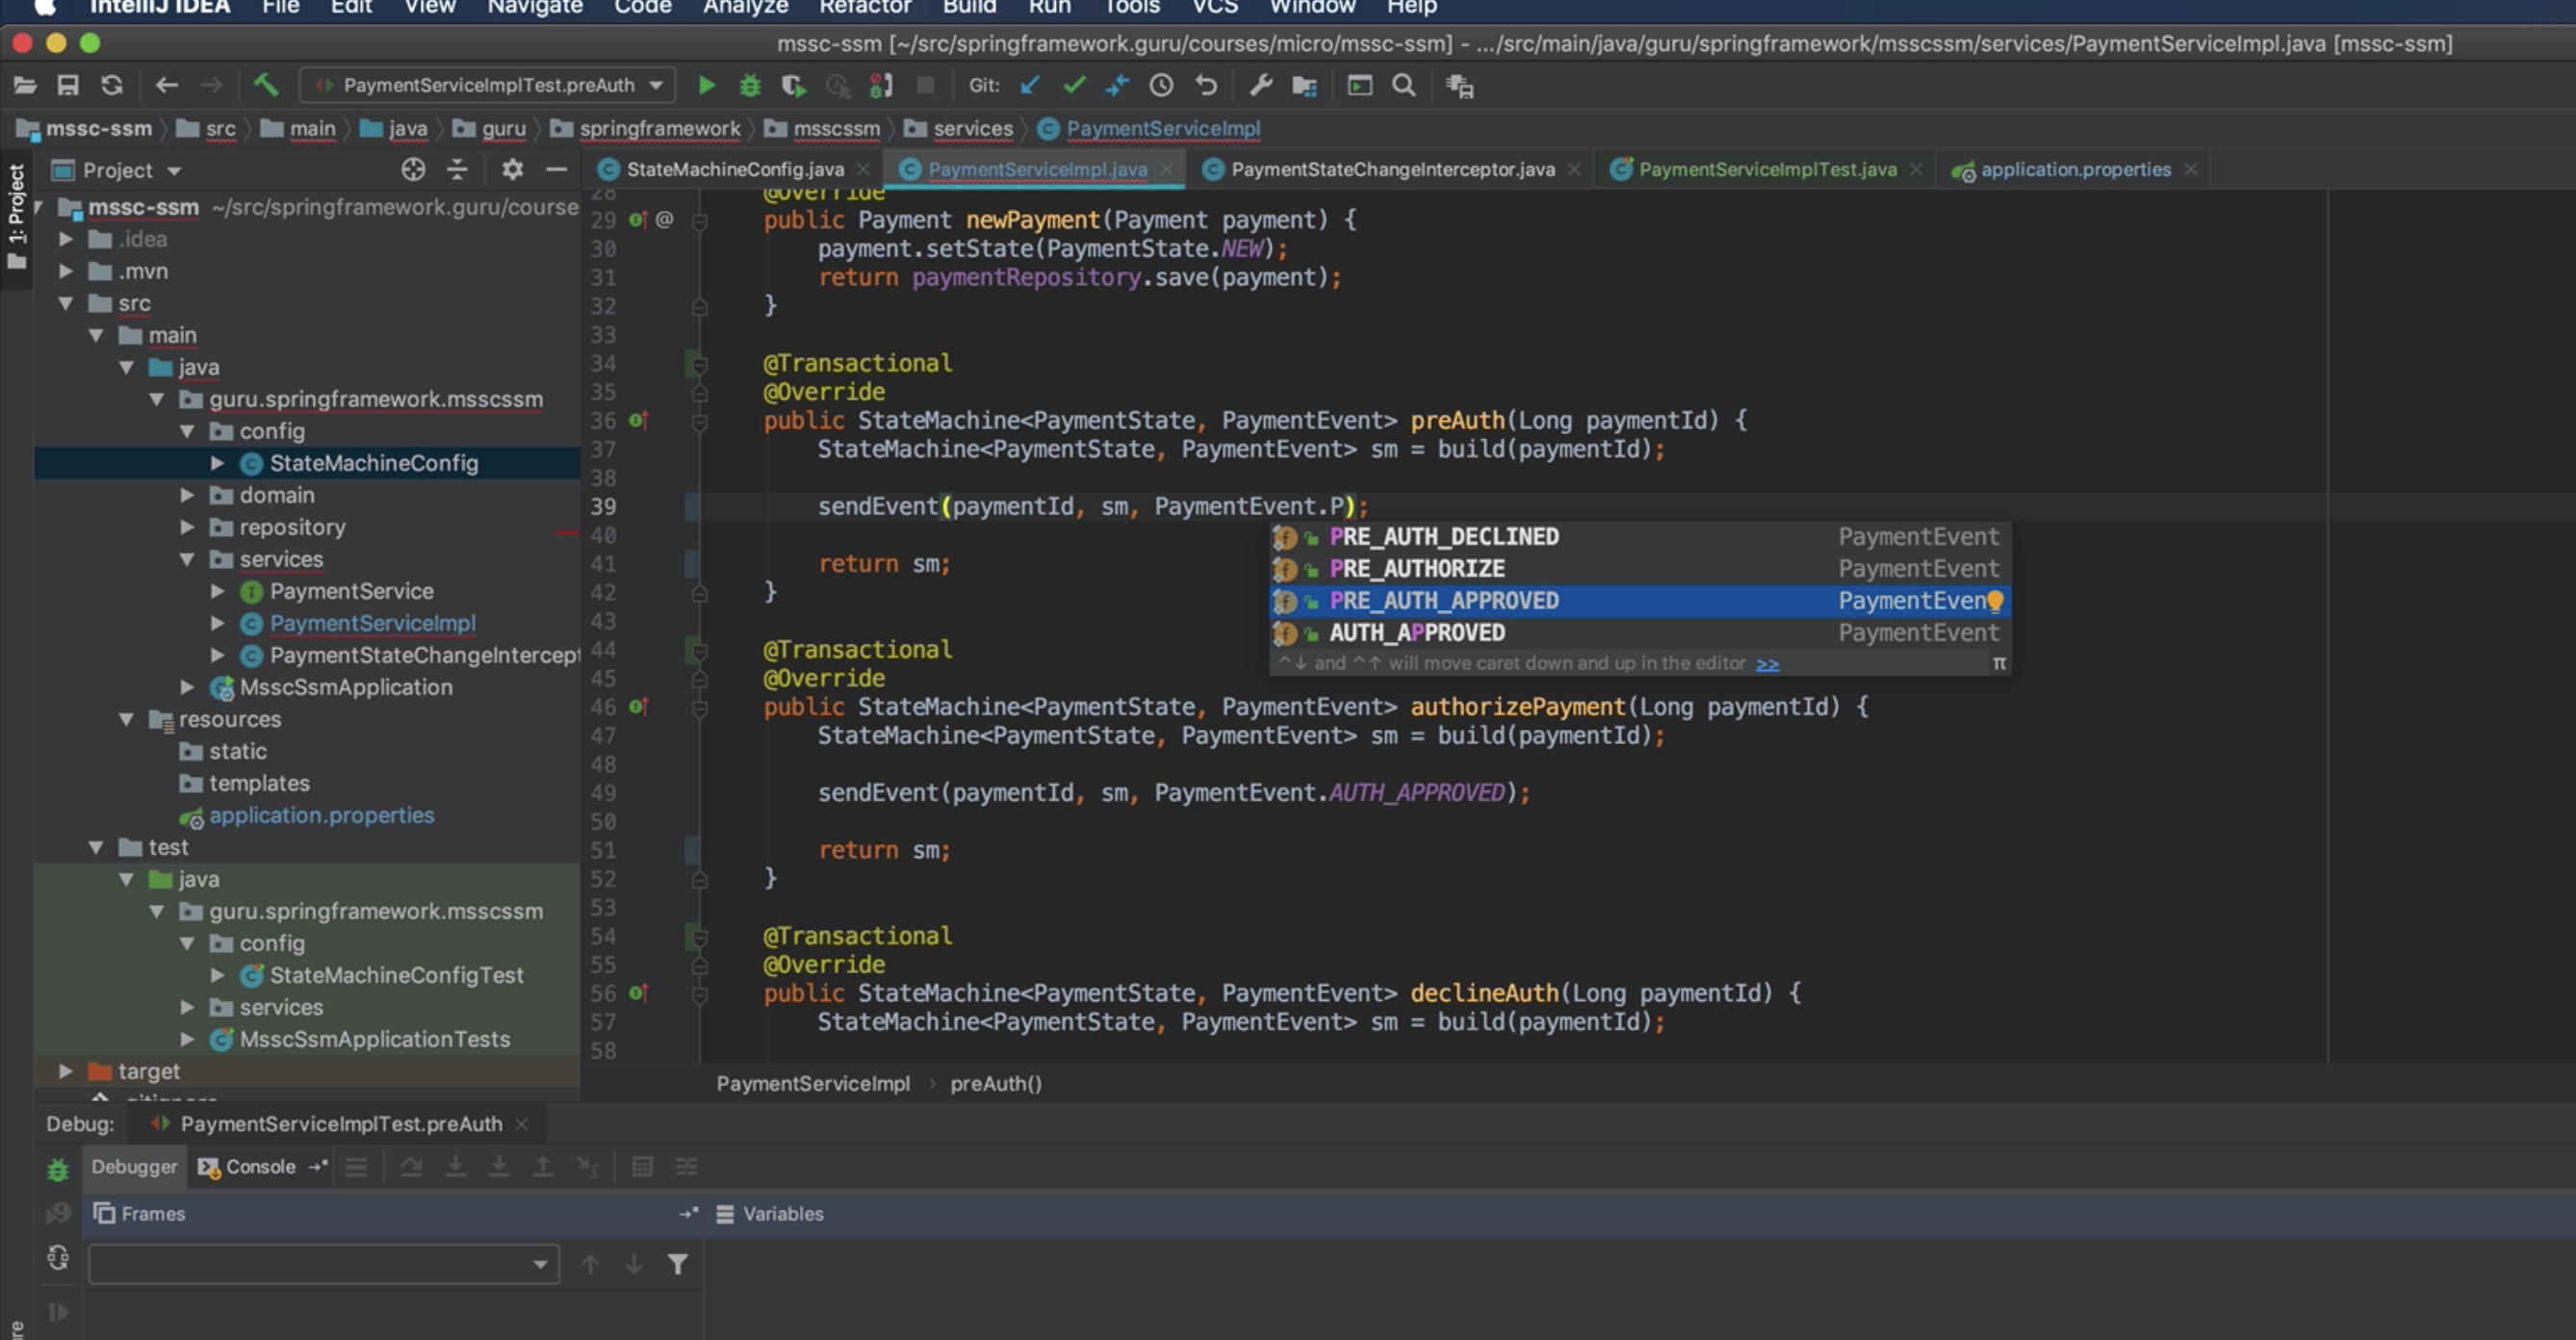 IntelliJ IDEA File Edit View Navigate Code Analyze Refactor Build Run Tools VCS Window Help
mssc-ssm [~/src/springframework.guru/courses/micro/mssc-ssm] - .../src/main/java/guru/springframework/msscssm/services/PaymentServiceImpl.java [mssc-ssm]
PaymentServiceImplTest.preAuth Git:
mssc-ssm src main java guru springframework msscssm services PaymentServiceImpl
1: Project
Project
StateMachineConfig.java PaymentServiceImpl.java PaymentStateChangeInterceptor.java PaymentServiceImplTest.java application.properties
mssc-ssm ~/src/springframework.guru/course
.idea
.mvn
src
main
java
guru.springframework.msscssm
config
StateMachineConfig
domain
repository
services
PaymentService
PaymentServiceImpl
PaymentStateChangeIntercept
MsscSsmApplication
resources
static
templates
application.properties
test
java
guru.springframework.msscssm
config
StateMachineConfigTest
services
MsscSsmApplicationTests
target
.gitignore
28 @Override
29 @ public Payment newPayment(Payment payment) {
30 payment.setState(PaymentState.NEW);
31 return paymentRepository.save(payment);
32 }
33
34 @Transactional
35 @Override
36 public StateMachine<PaymentState, PaymentEvent> preAuth(Long paymentId) {
37 StateMachine<PaymentState, PaymentEvent> sm = build(paymentId);
38
39 sendEvent(paymentId, sm, PaymentEvent.P);
40
41 return sm;
42 }
43
44 @Transactional
45 @Override
46 public StateMachine<PaymentState, PaymentEvent> authorizePayment(Long paymentId) {
47 StateMachine<PaymentState, PaymentEvent> sm = build(paymentId);
48
49 sendEvent(paymentId, sm, PaymentEvent.AUTH_APPROVED);
50
51 return sm;
52 }
53
54 @Transactional
55 @Override
56 public StateMachine<PaymentState, PaymentEvent> declineAuth(Long paymentId) {
57 StateMachine<PaymentState, PaymentEvent> sm = build(paymentId);
58
PRE_AUTH_DECLINED PaymentEvent
PRE_AUTHORIZE PaymentEvent
PRE_AUTH_APPROVED PaymentEven
AUTH_APPROVED PaymentEvent
^↓ and ^↑ will move caret down and up in the editor >> π
PaymentServiceImpl › preAuth()
Debug: PaymentServiceImplTest.preAuth
Debugger Console
Frames Variables